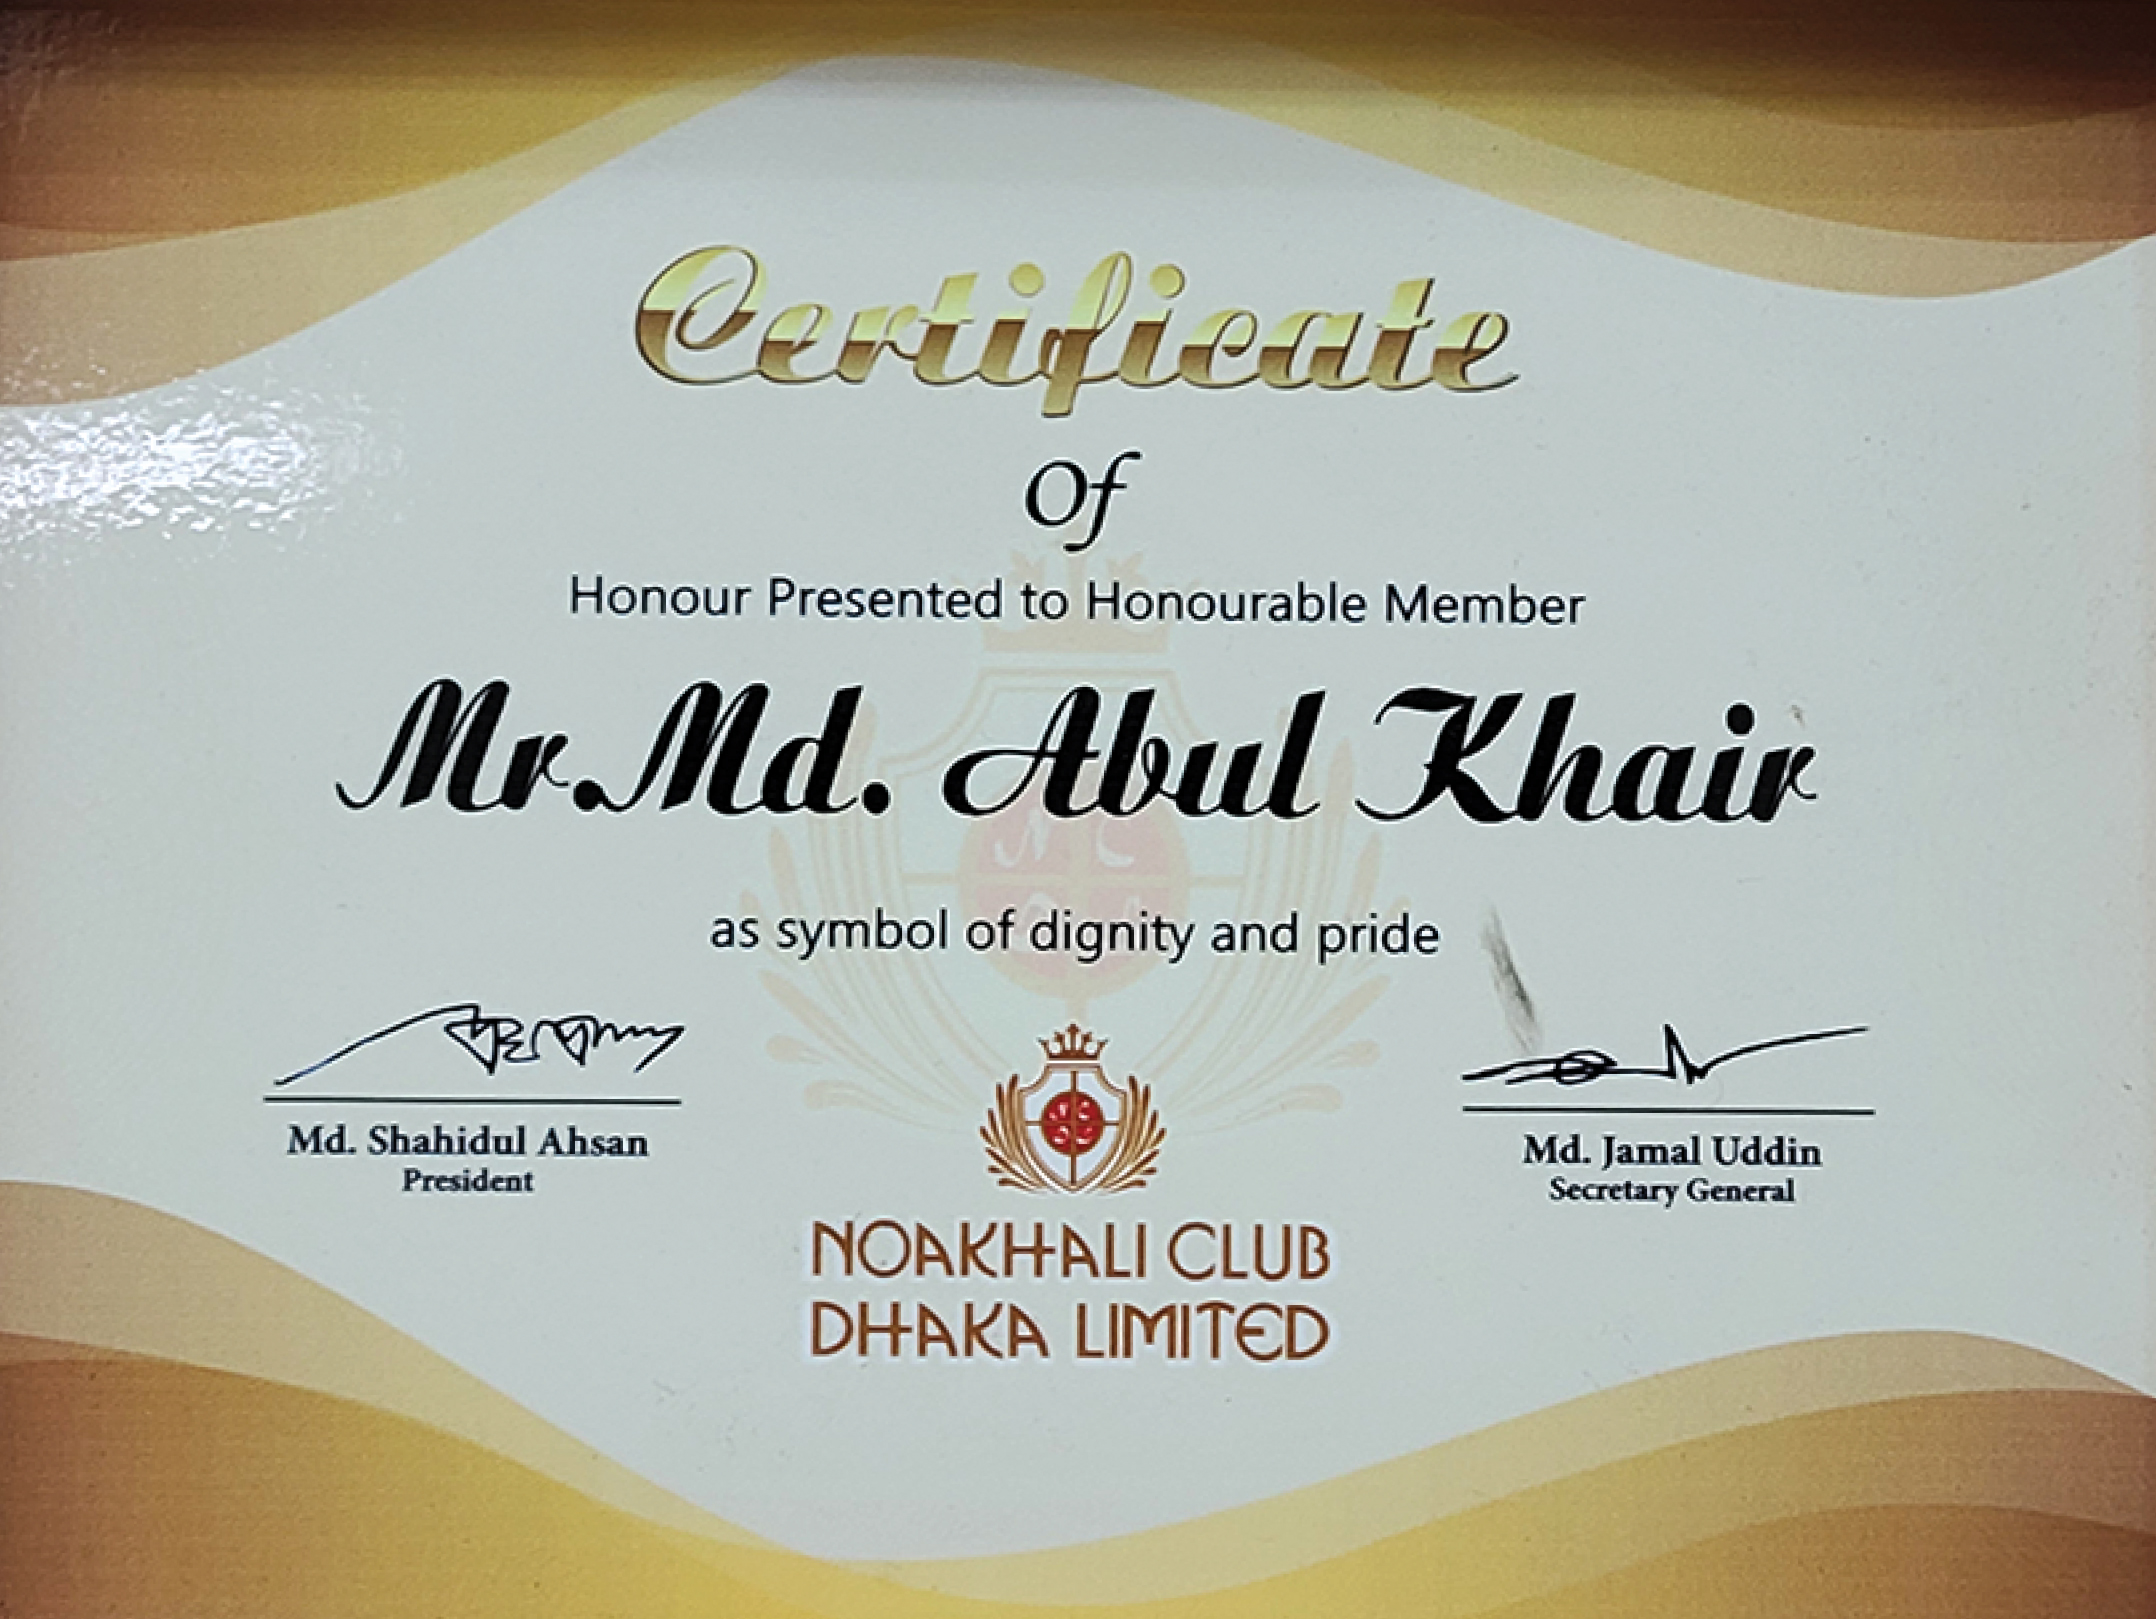 Certificate
Of
Honour Presented to Honourable Member
Mr.Md. Abul Khair
as symbol of dignity and pride
Md. Shahidul Ahsan
President
Md. Jamal Uddin
Secretary General
NOAKHALI CLUB
DHAKA LIMITED